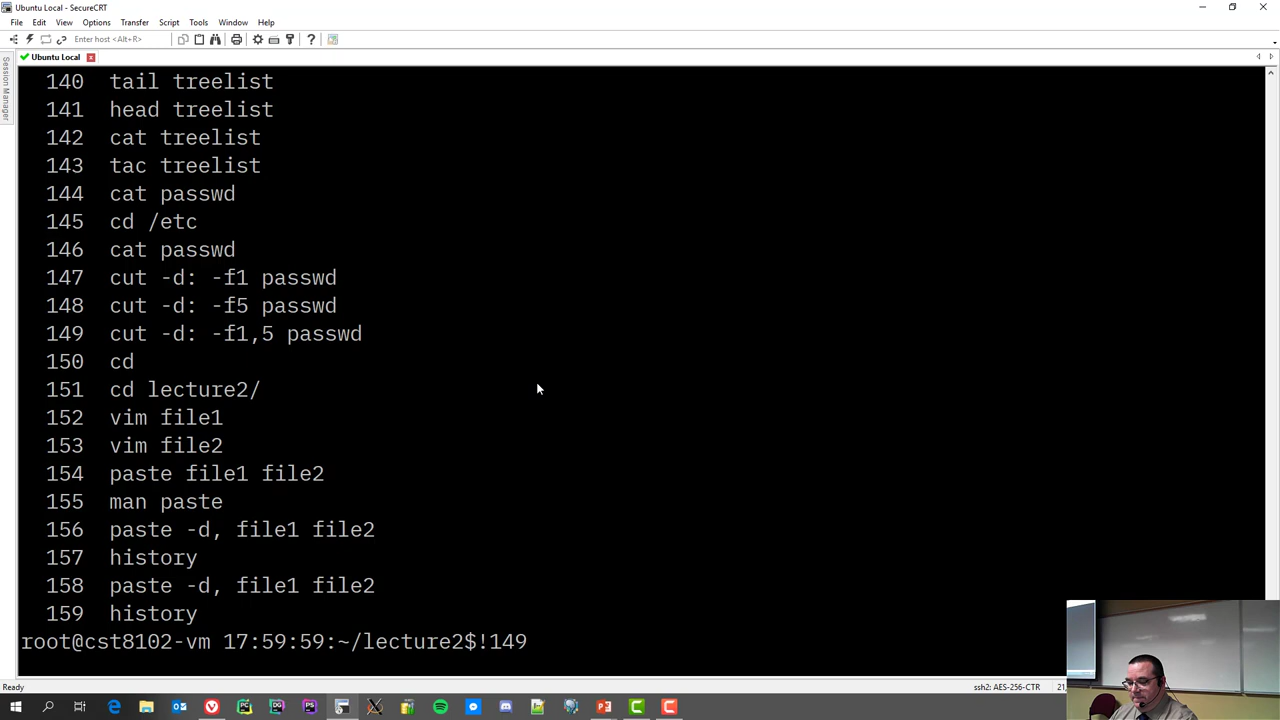 Ubuntu Local - SecureCRT
File Edit View Options Transfer Script Tools Window Help
Enter host <Alt+R>
Ubuntu Local
Session Manager
140 tail treelist
141 head treelist
142 cat treelist
143 tac treelist
144 cat passwd
145 cd /etc
146 cat passwd
147 cut -d: -f1 passwd
148 cut -d: -f5 passwd
149 cut -d: -f1,5 passwd
150 cd
151 cd lecture2/
152 vim file1
153 vim file2
154 paste file1 file2
155 man paste
156 paste -d, file1 file2
157 history
158 paste -d, file1 file2
159 history
root@cst8102-vm 17:59:59:~/lecture2$!149
Ready ssh2: AES-256-CTR 21,